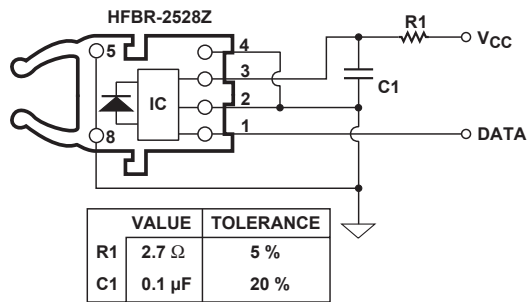 HFBR-2528Z
R1
VCC
5
4
3
C1
IC
2
8
1
DATA
VALUE TOLERANCE
R1 2.7 Ω 5 %
C1 0.1 µF 20 %